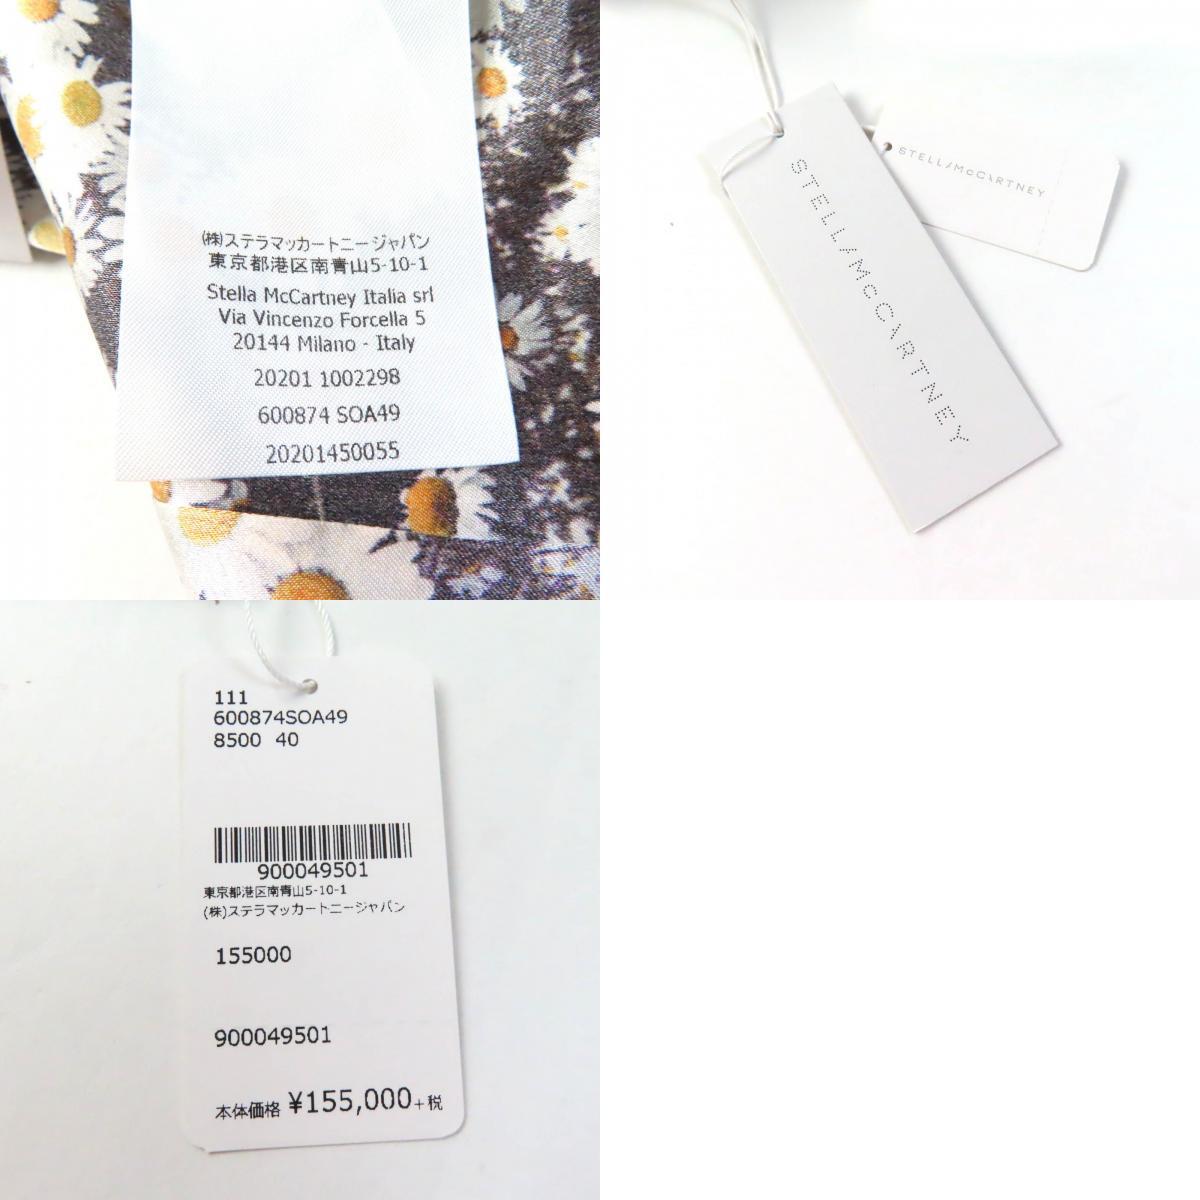 (株)ステラマッカートニージャパン
東京都港区南青山5-10-1
Stella McCartney Italia srl
Via Vincenzo Forcella 5
20144 Milano - Italy
20201 1002298
600874 SOA49
20201450055
STELLA McCARTNEY
STELLA McCARTNEY
111
600874SOA49
8500 40
900049501
東京都港区南青山5-10-1
(株)ステラマッカートニージャパン
155000
900049501
本体価格 ¥155,000+税